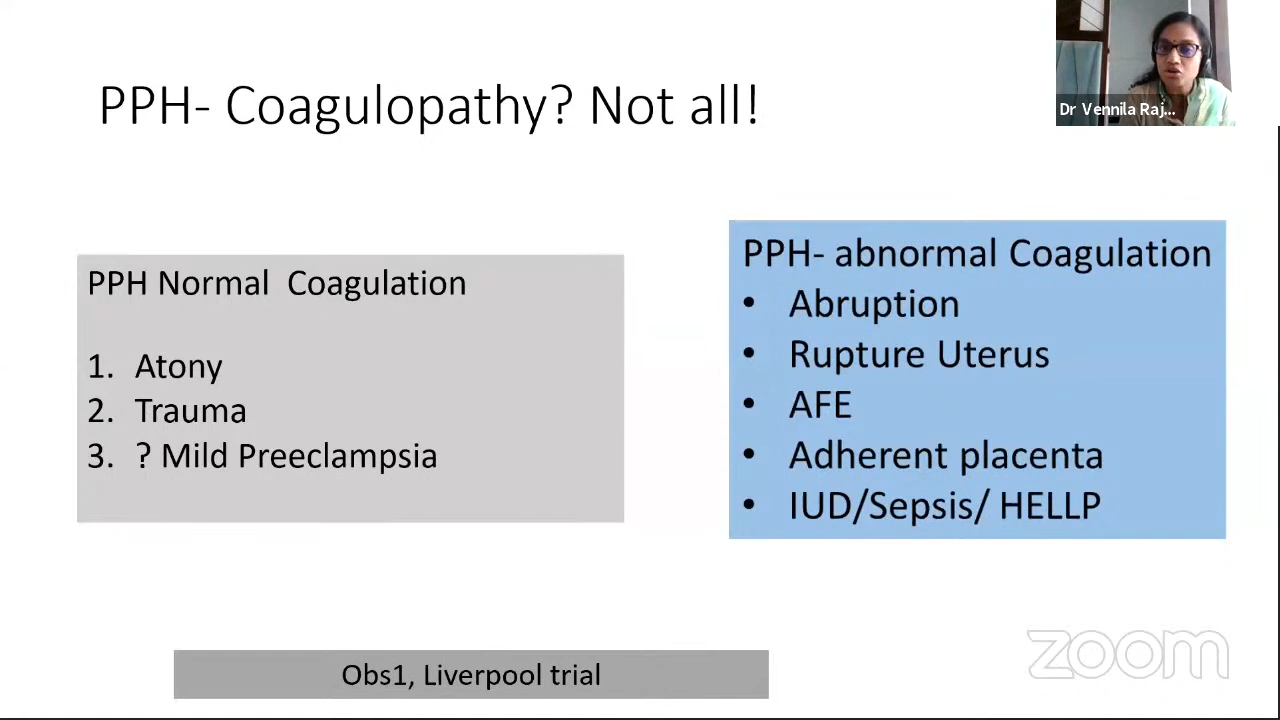 PPH- Coagulopathy? Not all!
Dr Vennila Raj...
PPH Normal Coagulation
1. Atony
2. Trauma
3. ? Mild Preeclampsia
PPH- abnormal Coagulation
• Abruption
• Rupture Uterus
• AFE
• Adherent placenta
• IUD/Sepsis/ HELLP
Obs1, Liverpool trial
zoom